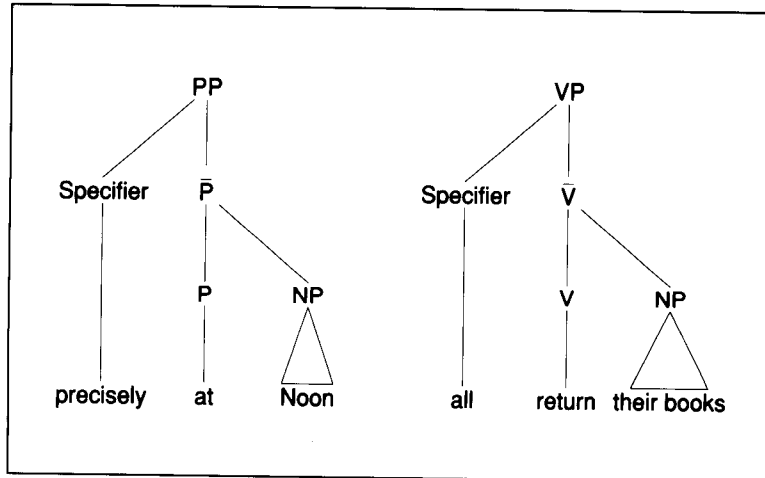 PP VP
Specifier P̅ Specifier V̅
P NP V NP
precisely at Noon all return their books